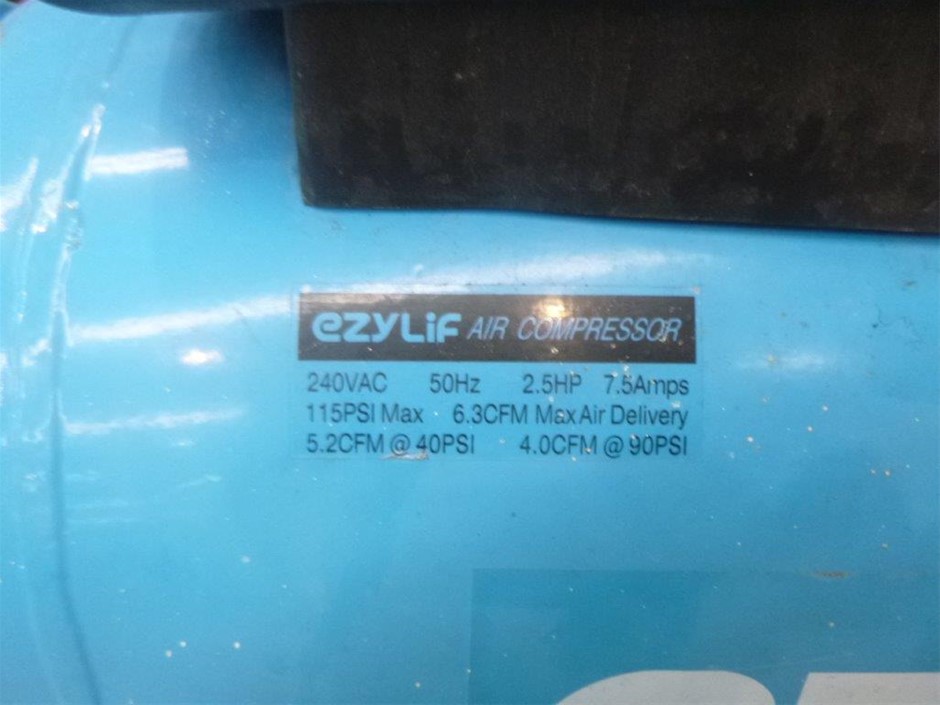 eZYLiF AIR COMPRESSOR
240VAC 50Hz 2.5HP 7.5Amps
115PSI Max 6.3CFM Max Air Delivery
5.2CFM @ 40PSI 4.0CFM @ 90PSI